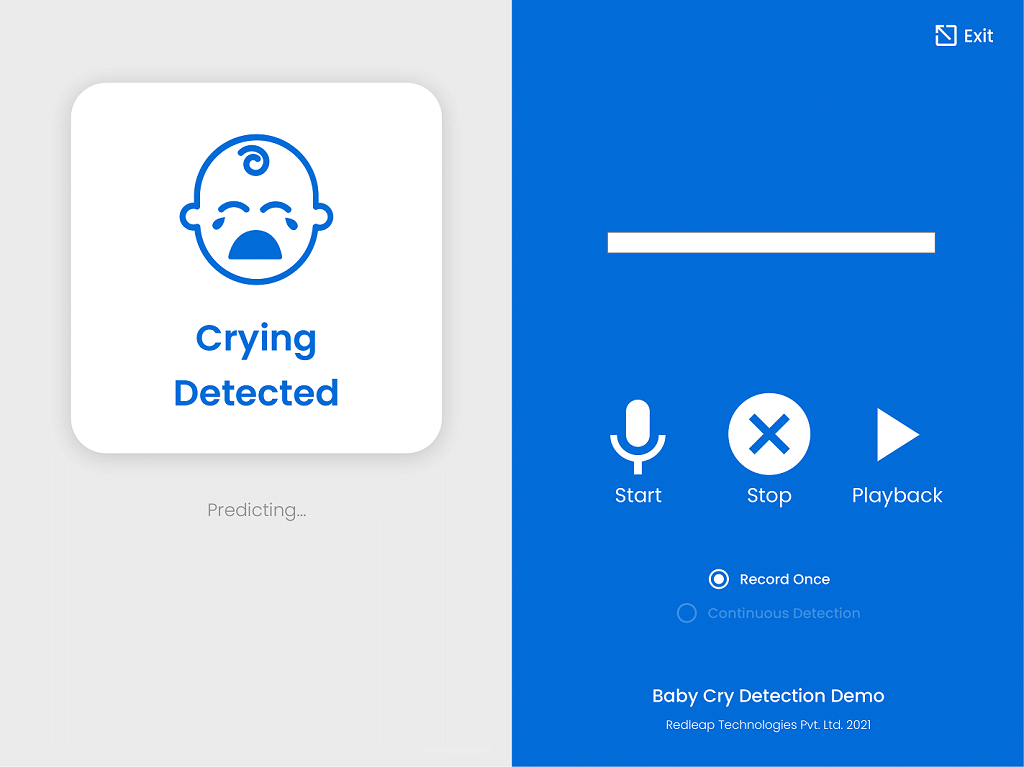 Exit
Crying
Detected
Predicting...
Start
Stop
Playback
Record Once
Continuous Detection
Baby Cry Detection Demo
Redleap Technologies Pvt. Ltd. 2021